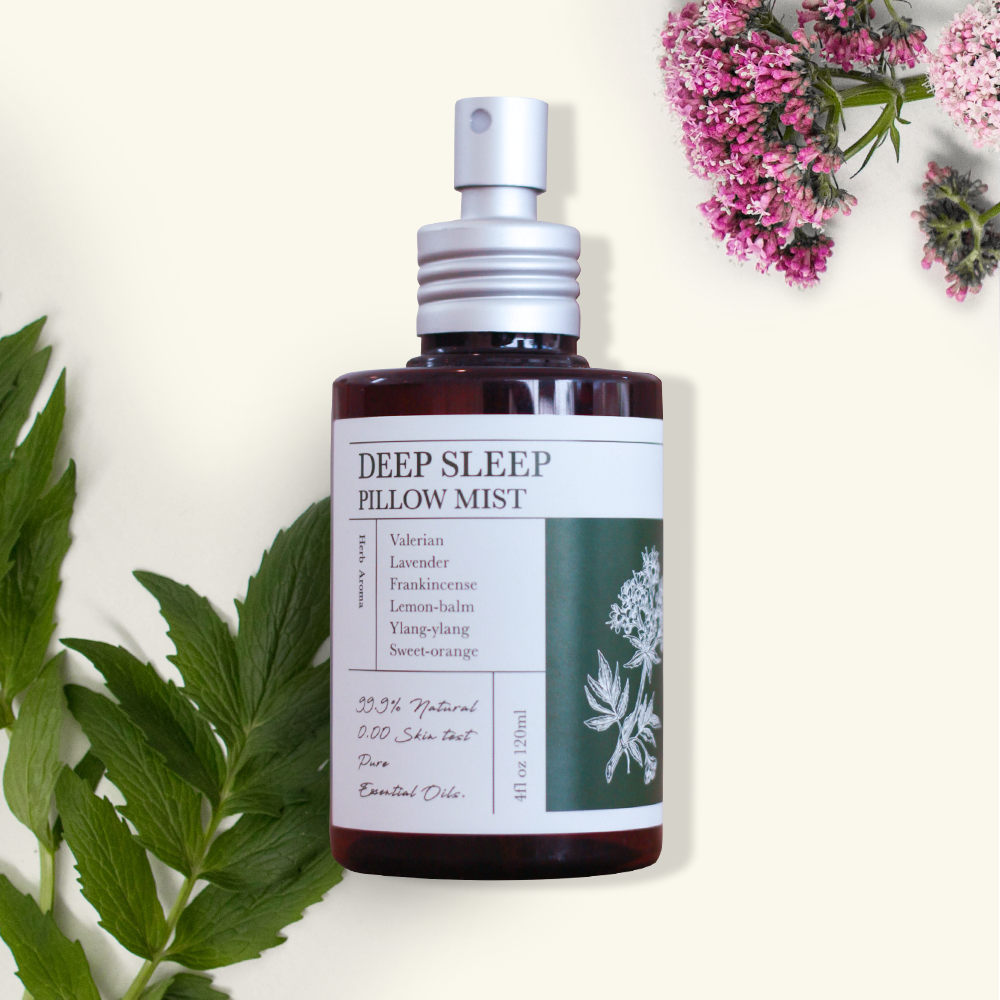 DEEP SLEEP
PILLOW MIST
Herb Aroma
Valerian
Lavender
Frankincense
Lemon-balm
Ylang-ylang
Sweet-orange
99.9% Natural
0.00 Skin test
Pure
Essential Oils.
4fl oz 120ml